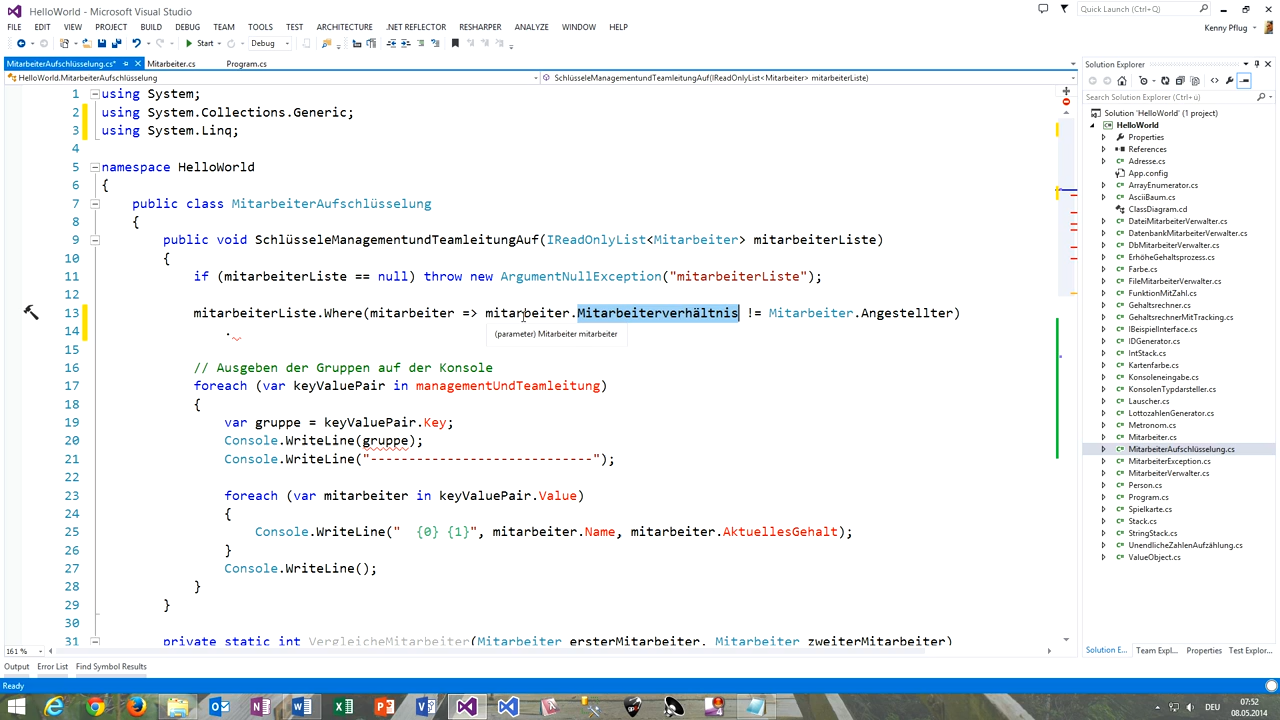 HelloWorld - Microsoft Visual Studio
Quick Launch (Ctrl+Ü)
FILE EDIT VIEW PROJECT BUILD DEBUG TEAM TOOLS TEST ARCHITECTURE .NET REFLECTOR RESHARPER ANALYZE WINDOW HELP
Kenny Pflug
Start Debug
MitarbeiterAufschlüsselung.cs* Mitarbeiter.cs Program.cs
HelloWorld.MitarbeiterAufschlüsselung
SchlüsseleManagementundTeamleitungAuf(IReadOnlyList<Mitarbeiter> mitarbeiterListe)
1 using System;
2 using System.Collections.Generic;
3 using System.Linq;
4
5 namespace HelloWorld
6 {
7 public class MitarbeiterAufschlüsselung
8 {
9 public void SchlüsseleManagementundTeamleitungAuf(IReadOnlyList<Mitarbeiter> mitarbeiterListe)
10 {
11 if (mitarbeiterListe == null) throw new ArgumentNullException("mitarbeiterListe");
12
13 mitarbeiterListe.Where(mitarbeiter => mitarbeiter.Mitarbeiterverhältnis != Mitarbeiter.Angestellter)
14 .
(parameter) Mitarbeiter mitarbeiter
15
16 // Ausgeben der Gruppen auf der Konsole
17 foreach (var keyValuePair in managementUndTeamleitung)
18 {
19 var gruppe = keyValuePair.Key;
20 Console.WriteLine(gruppe);
21 Console.WriteLine("-----------------------------");
22
23 foreach (var mitarbeiter in keyValuePair.Value)
24 {
25 Console.WriteLine("  {0} {1}", mitarbeiter.Name, mitarbeiter.AktuellesGehalt);
26 }
27 Console.WriteLine();
28 }
29 }
30
31 private static int VergleicheMitarbeiter(Mitarbeiter ersterMitarbeiter, Mitarbeiter zweiterMitarbeiter)
161 %
Output Error List Find Symbol Results
Ready
Solution Explorer
Search Solution Explorer (Ctrl+ü)
Solution 'HelloWorld' (1 project)
HelloWorld
Properties
References
Adresse.cs
App.config
ArrayEnumerator.cs
AsciiBaum.cs
ClassDiagram.cd
DateiMitarbeiterVerwalter.cs
DatenbankMitarbeiterVerwalter.cs
DbMitarbeiterVerwalter.cs
ErhöheGehaltsprozess.cs
Farbe.cs
FileMitarbeiterVerwalter.cs
FunktionMitZahl.cs
Gehaltsrechner.cs
GehaltsrechnerMitTracking.cs
IBeispielInterface.cs
IDGenerator.cs
IntStack.cs
Kartenfarbe.cs
Konsoleneingabe.cs
KonsolenTypdarsteller.cs
Lauscher.cs
LottozahlenGenerator.cs
Metronom.cs
Mitarbeiter.cs
MitarbeiterAufschlüsselung.cs
MitarbeiterException.cs
MitarbeiterVerwalter.cs
Person.cs
Program.cs
Spielkarte.cs
Stack.cs
StringStack.cs
UnendlicheZahlenAufzählung.cs
ValueObject.cs
Solution E... Team Expl... Properties Test Explor...
DEU
07:52
08.05.2014